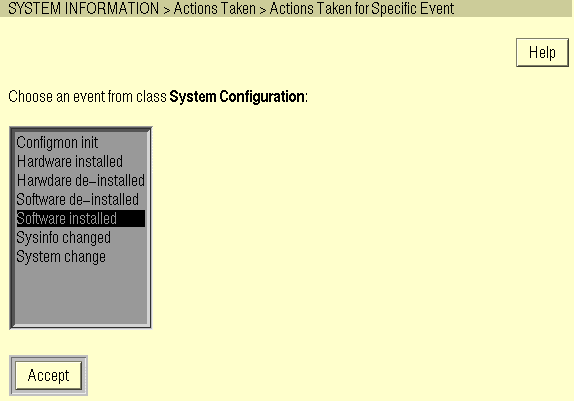 SYSTEM INFORMATION > Actions Taken > Actions Taken for Specific Event
Help
Choose an event from class System Configuration:
Configmon init
Hardware installed
Harwdare de-installed
Software de-installed
Software installed
Sysinfo changed
System change
Accept